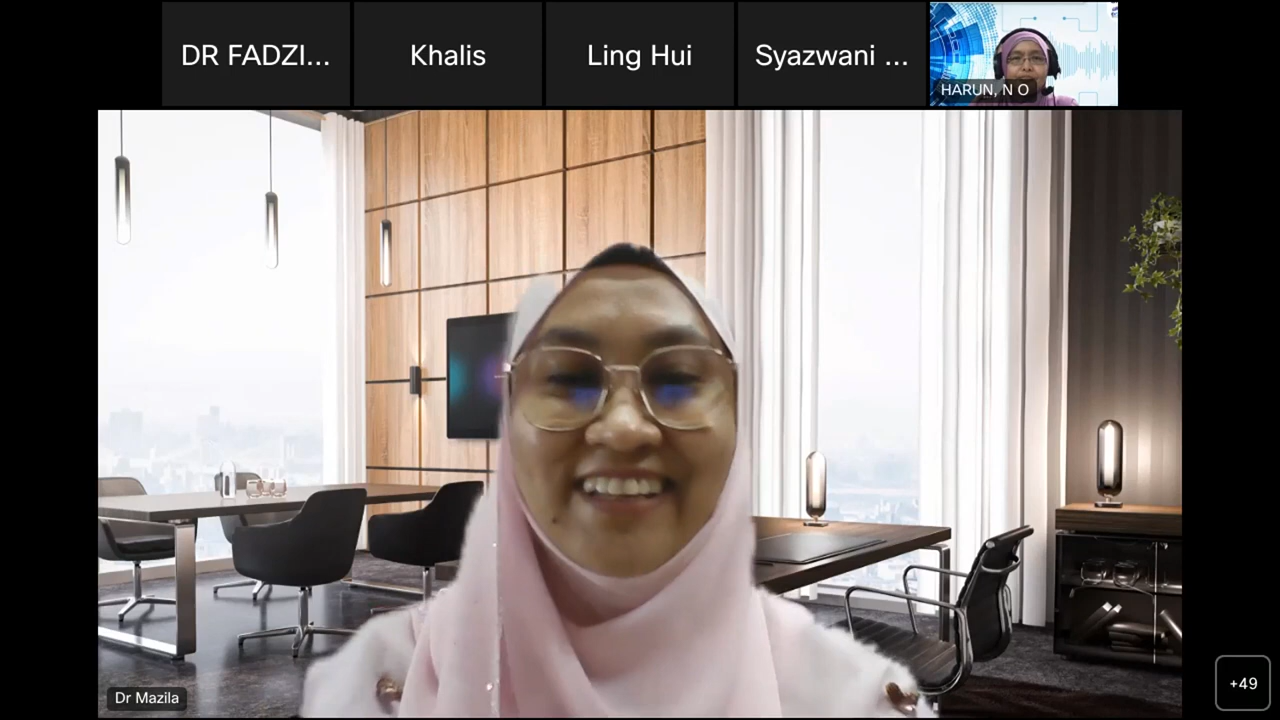 DR FADZI...
Khalis
Ling Hui
Syazwani ...
HARUN, N O
Dr Mazila
+49